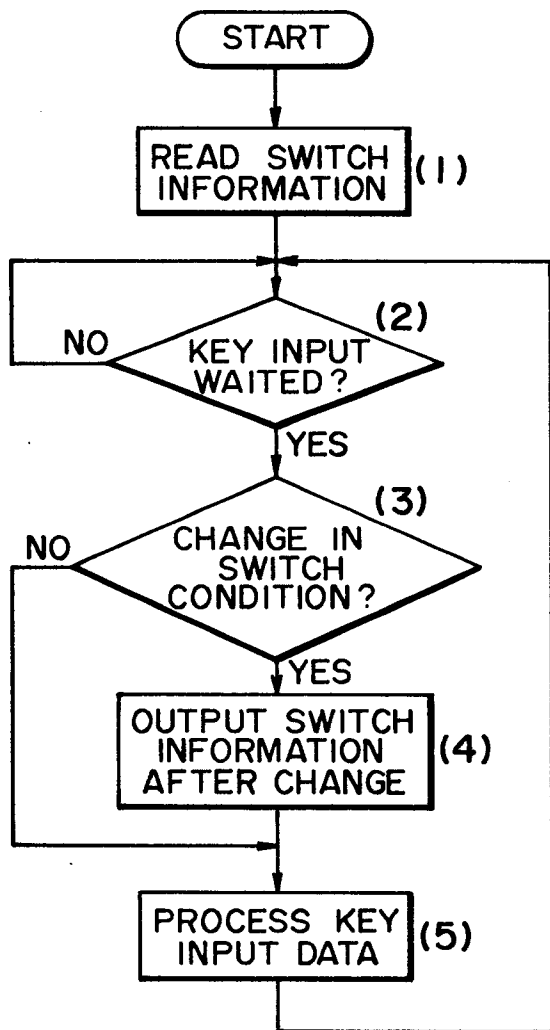 START
READ SWITCH
INFORMATION
(1)
(2)
NO
KEY INPUT
WAITED?
YES
(3)
NO
CHANGE IN
SWITCH
CONDITION?
YES
OUTPUT SWITCH
INFORMATION
AFTER CHANGE
(4)
PROCESS KEY
INPUT DATA
(5)